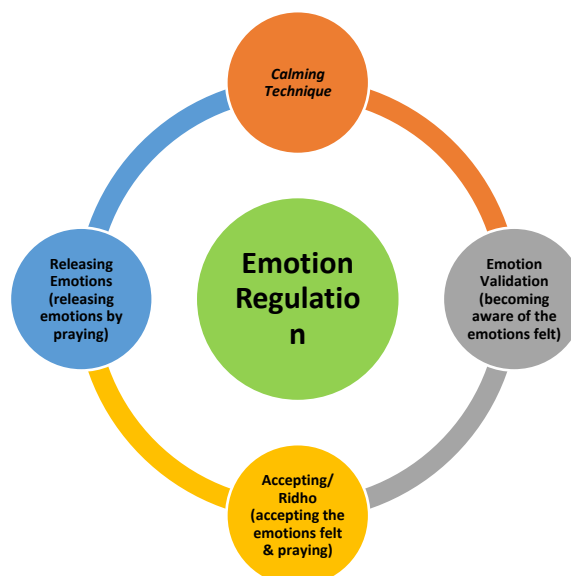 Calming
Technique
Releasing
Emotions
(releasing
emotions by
praying)
Emotion
Regulatio
n
Emotion
Validation
(becoming
aware of the
emotions felt)
Accepting/
Ridho
(accepting the
emotions felt
& praying)